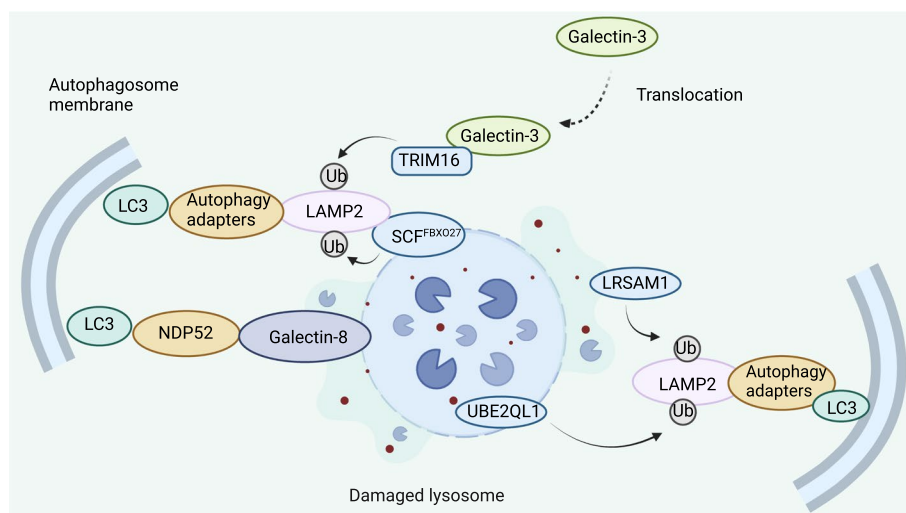 Galectin-3
Autophagosome
membrane
Translocation
Galectin-3
TRIM16
Ub
LC3
Autophagy
adapters
LAMP2
SCFFBXO27
Ub
LRSAM1
LC3
NDP52
Galectin-8
Ub
LAMP2
Autophagy
adapters
LC3
Ub
UBE2QL1
Damaged lysosome